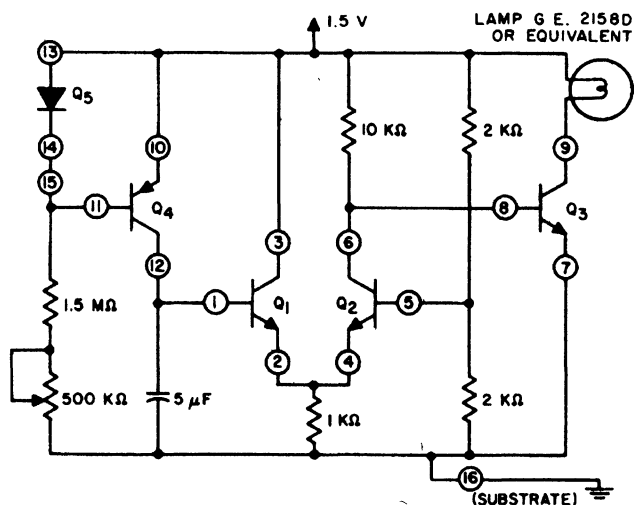 1.5 V
LAMP G E. 2158D
OR EQUIVALENT
13
Q5
14
15
10
11
Q4
12
10 KΩ
2 KΩ
9
8
Q3
3
6
7
1
Q1
Q2
5
1.5 MΩ
2
4
500 KΩ
5 μF
1 KΩ
2 KΩ
16
(SUBSTRATE)